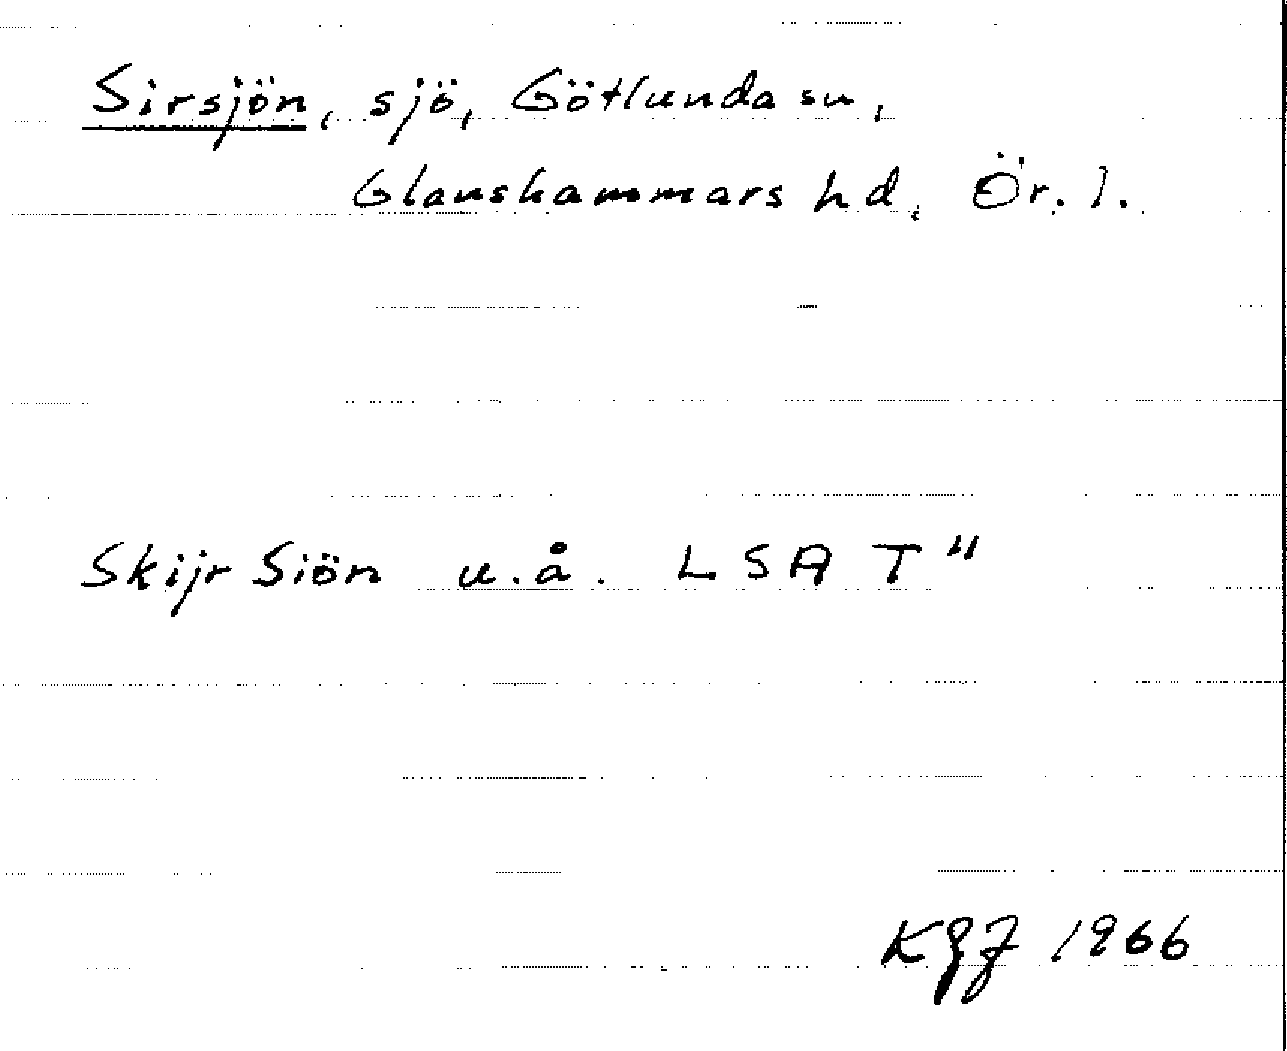 Sirsjön, sjö, Götlunda sn,
Glanshammars hd, Ör. l.
Skijr Siön u.å. LSA T"
KGJ 1966